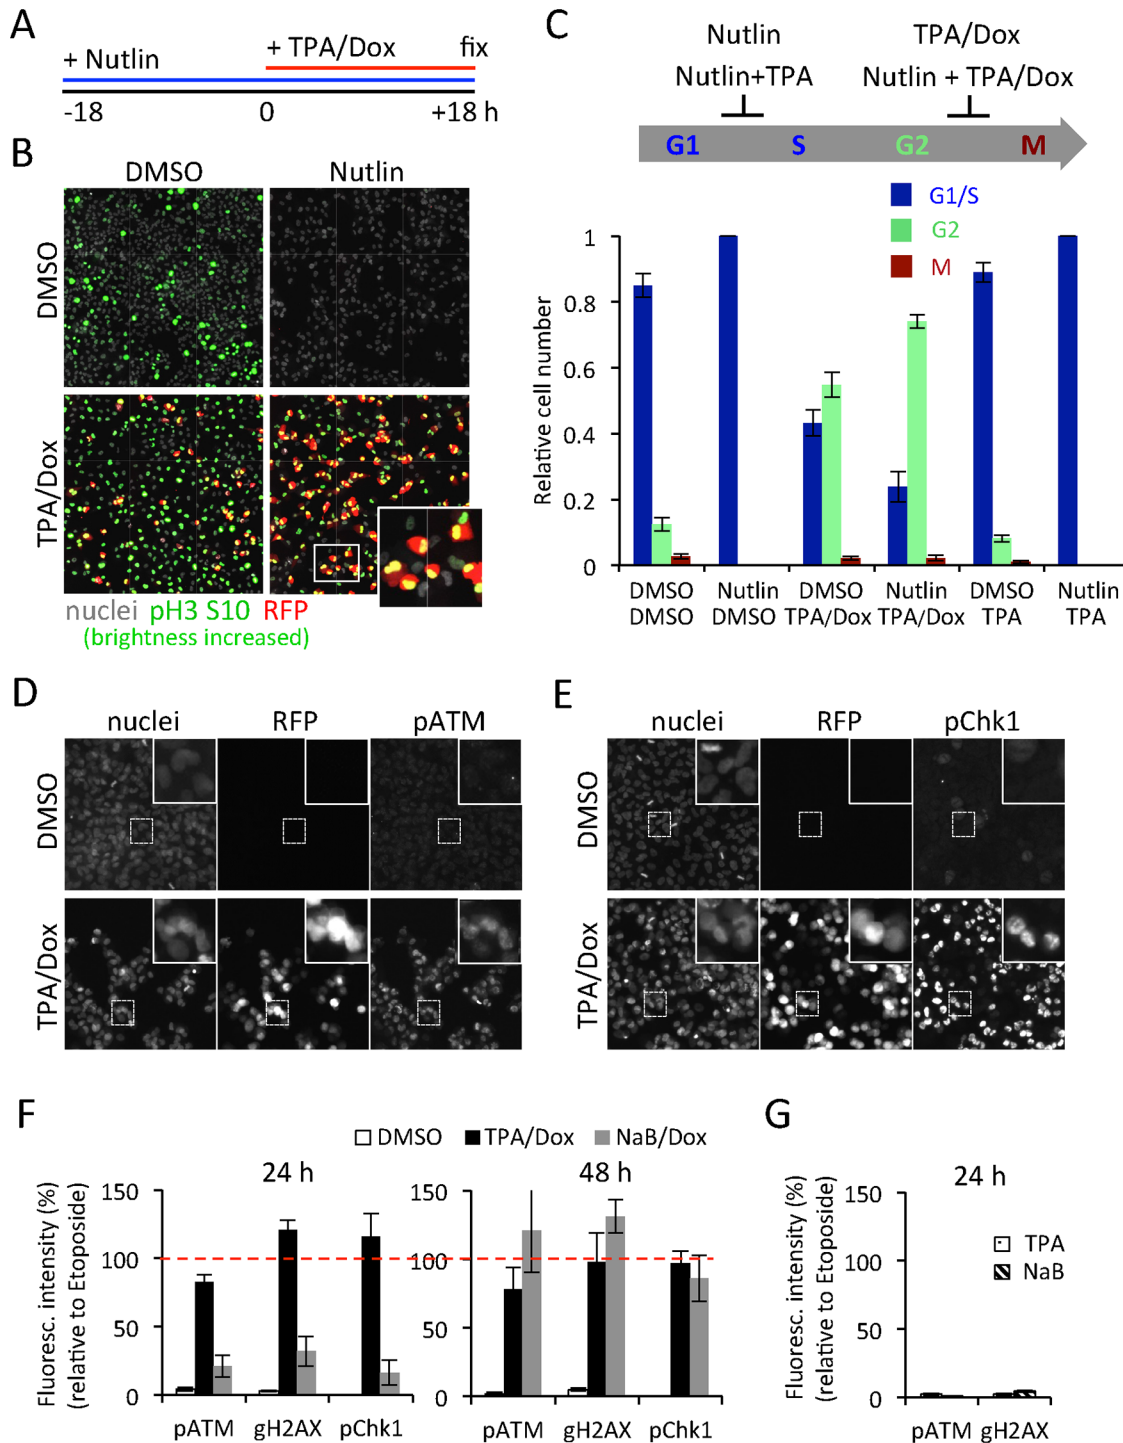 A
+ Nutlin
+ TPA/Dox
fix
-18
0
+18 h
B
DMSO
Nutlin
DMSO
TPA/Dox
nuclei pH3 S10 RFP
(brightness increased)
C
Nutlin
TPA/Dox
Nutlin+TPA
Nutlin + TPA/Dox
G1
S
G2
M
G1/S
G2
M
Relative cell number
1
0.8
0.6
0.4
0.2
0
DMSO DMSO
Nutlin DMSO
DMSO TPA/Dox
Nutlin TPA/Dox
DMSO TPA
Nutlin TPA
D
nuclei
RFP
pATM
DMSO
TPA/Dox
E
nuclei
RFP
pChk1
DMSO
TPA/Dox
F
DMSO
TPA/Dox
NaB/Dox
24 h
48 h
Fluoresc. intensity (%)
(relative to Etoposide)
150
100
50
0
pATM
gH2AX
pChk1
150
100
50
0
pATM
gH2AX
pChk1
G
24 h
Fluoresc. intensity (%)
(relative to Etoposide)
150
100
50
0
TPA
NaB
pATM
gH2AX